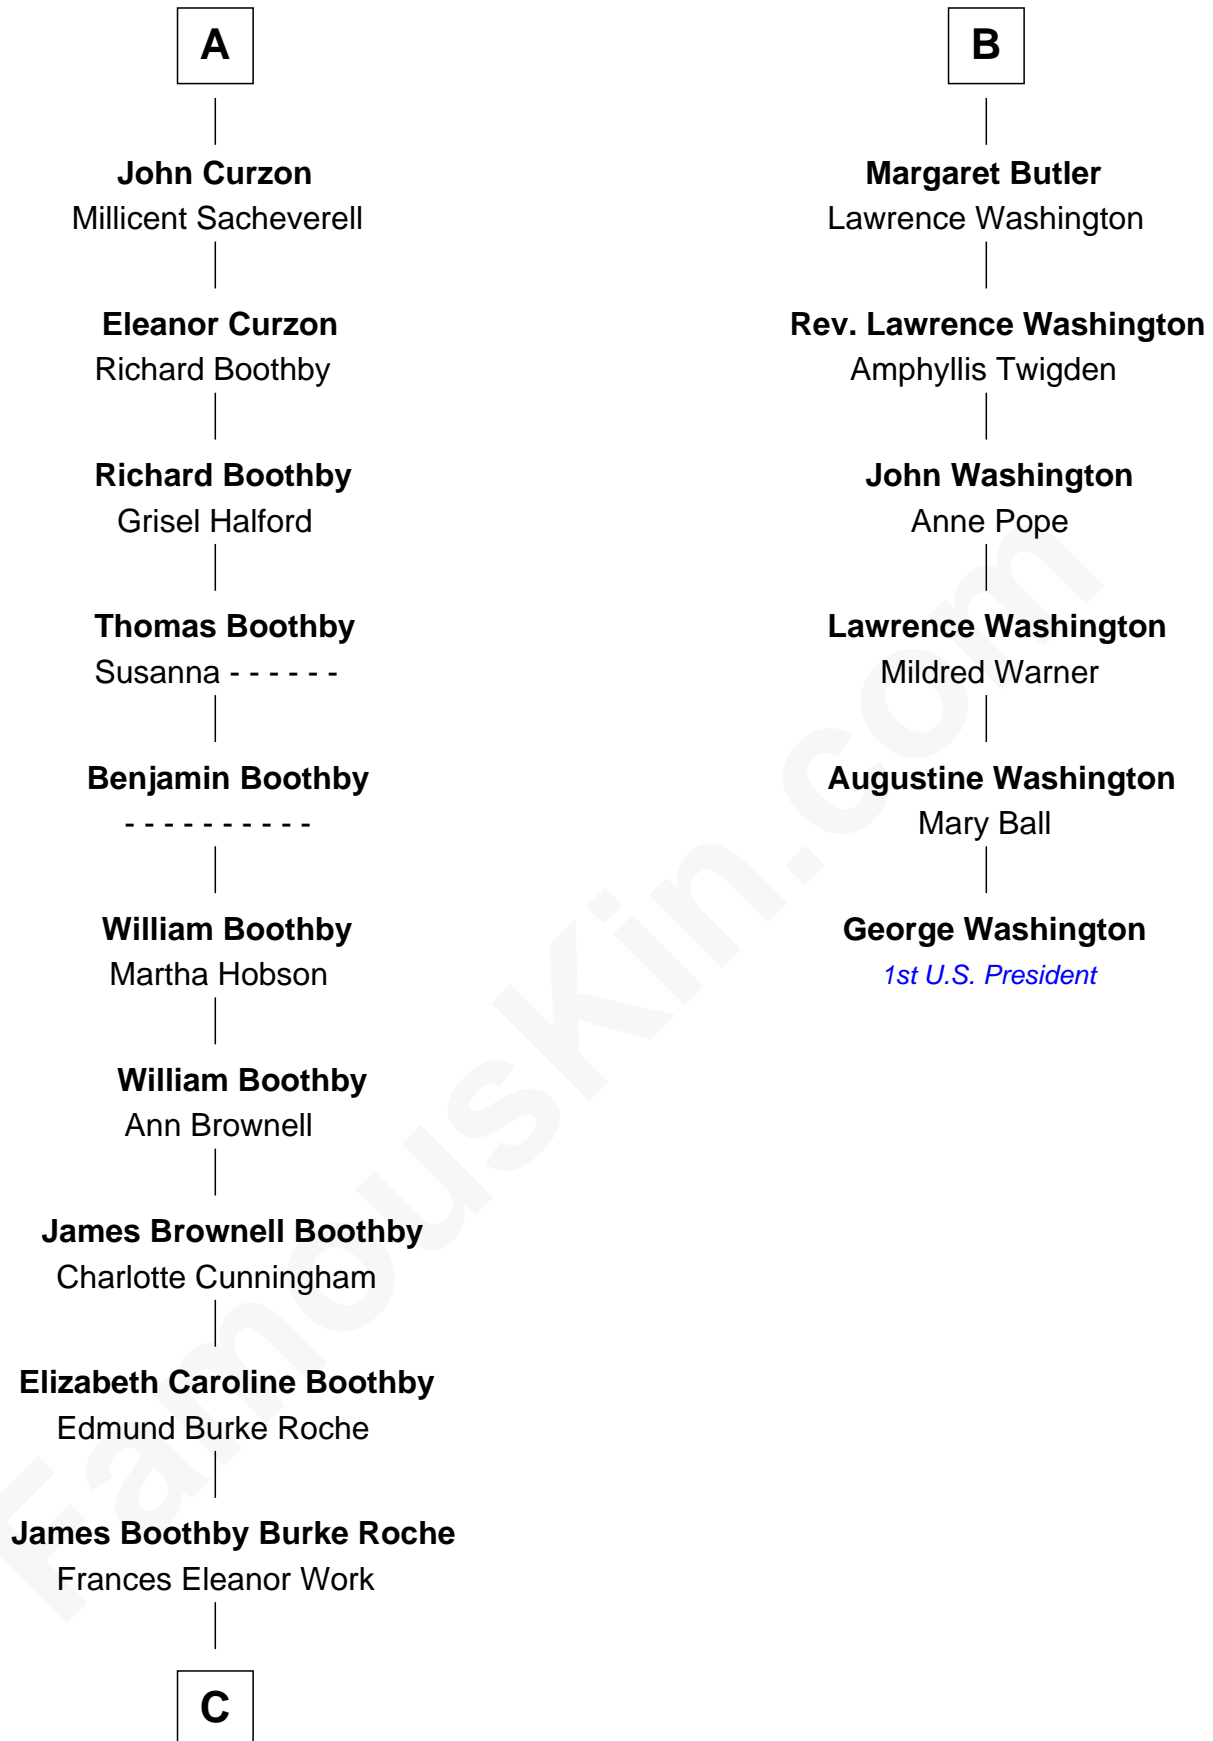 A
John Curzon
Millicent Sacheverell
Eleanor Curzon
Richard Boothby
Richard Boothby
Grisel Halford
Thomas Boothby
Susanna - - - - - -
Benjamin Boothby
- - - - - - - - - -
William Boothby
Martha Hobson
William Boothby
Ann Brownell
James Brownell Boothby
Charlotte Cunningham
Elizabeth Caroline Boothby
Edmund Burke Roche
James Boothby Burke Roche
Frances Eleanor Work
C
B
Margaret Butler
Lawrence Washington
Rev. Lawrence Washington
Amphyllis Twigden
John Washington
Anne Pope
Lawrence Washington
Mildred Warner
Augustine Washington
Mary Ball
George Washington
1st U.S. President
FamousKin.com